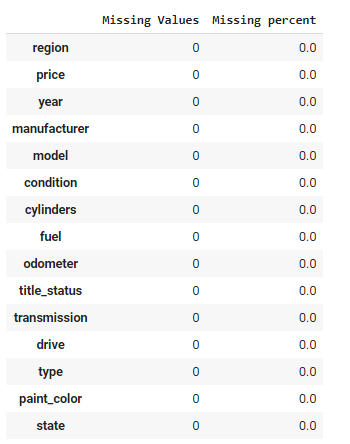 Missing Values Missing percent
region 0 0.0
price 0 0.0
year 0 0.0
manufacturer 0 0.0
model 0 0.0
condition 0 0.0
cylinders 0 0.0
fuel 0 0.0
odometer 0 0.0
title_status 0 0.0
transmission 0 0.0
drive 0 0.0
type 0 0.0
paint_color 0 0.0
state 0 0.0